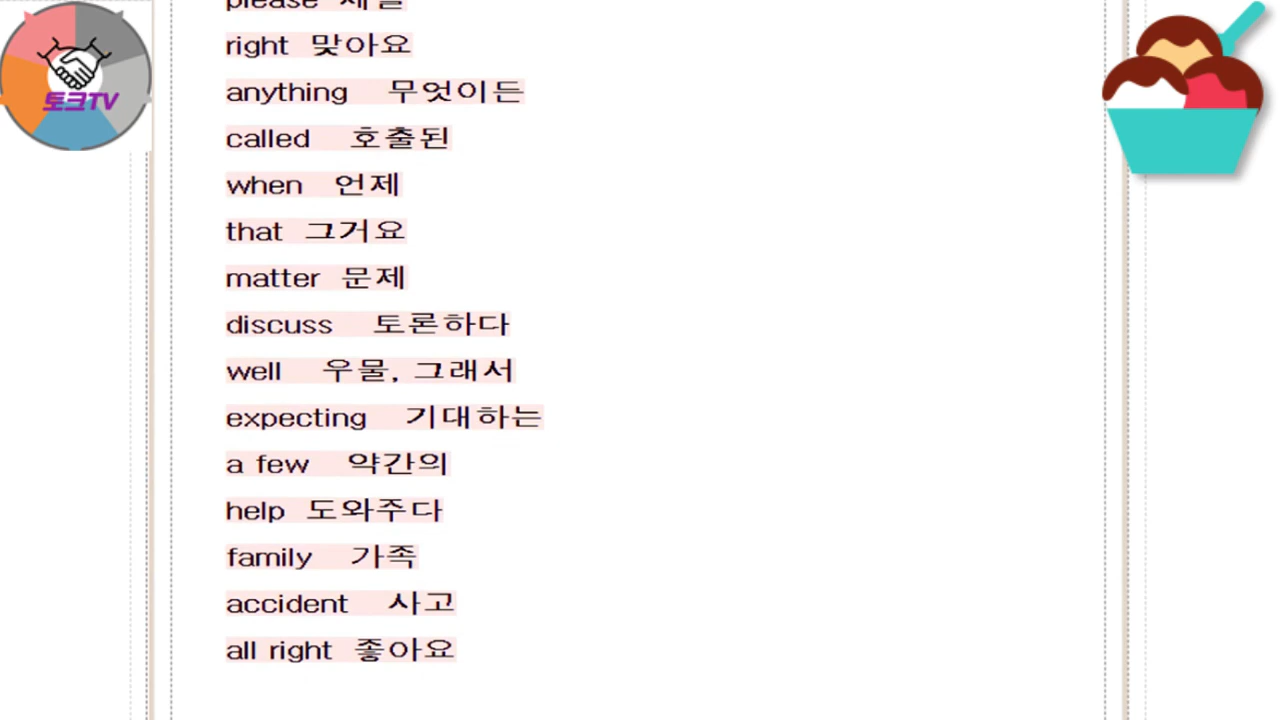 토크TV
please 제발
right 맞아요
anything 무엇이든
called 호출된
when 언제
that 그거요
matter 문제
discuss 토론하다
well 우물, 그래서
expecting 기대하는
a few 약간의
help 도와주다
family 가족
accident 사고
all right 좋아요